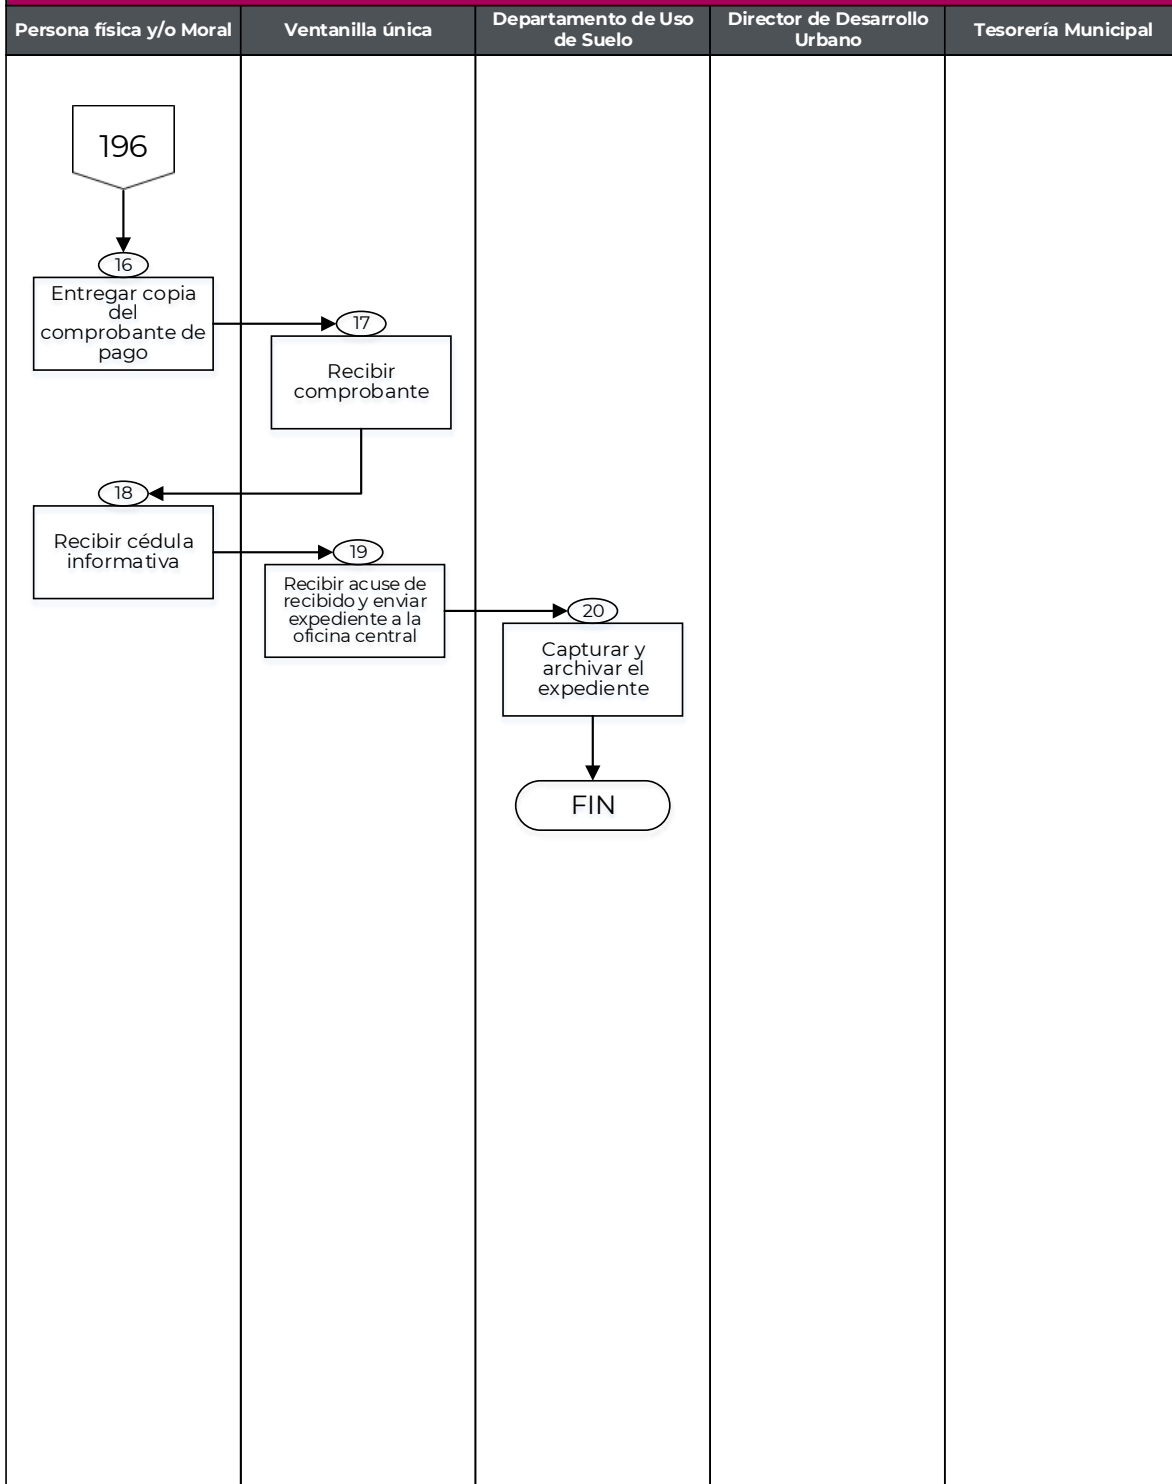 Persona física y/o Moral
Ventanilla única
Departamento de Uso
de Suelo
Director de Desarrollo
Urbano
Tesorería Municipal
196
16
Entregar copia
del
comprobante de
pago
17
Recibir
comprobante
18
Recibir cédula
informativa
19
Recibir acuse de
recibido y enviar
expediente a la
oficina central
20
Capturar y
archivar el
expediente
FIN